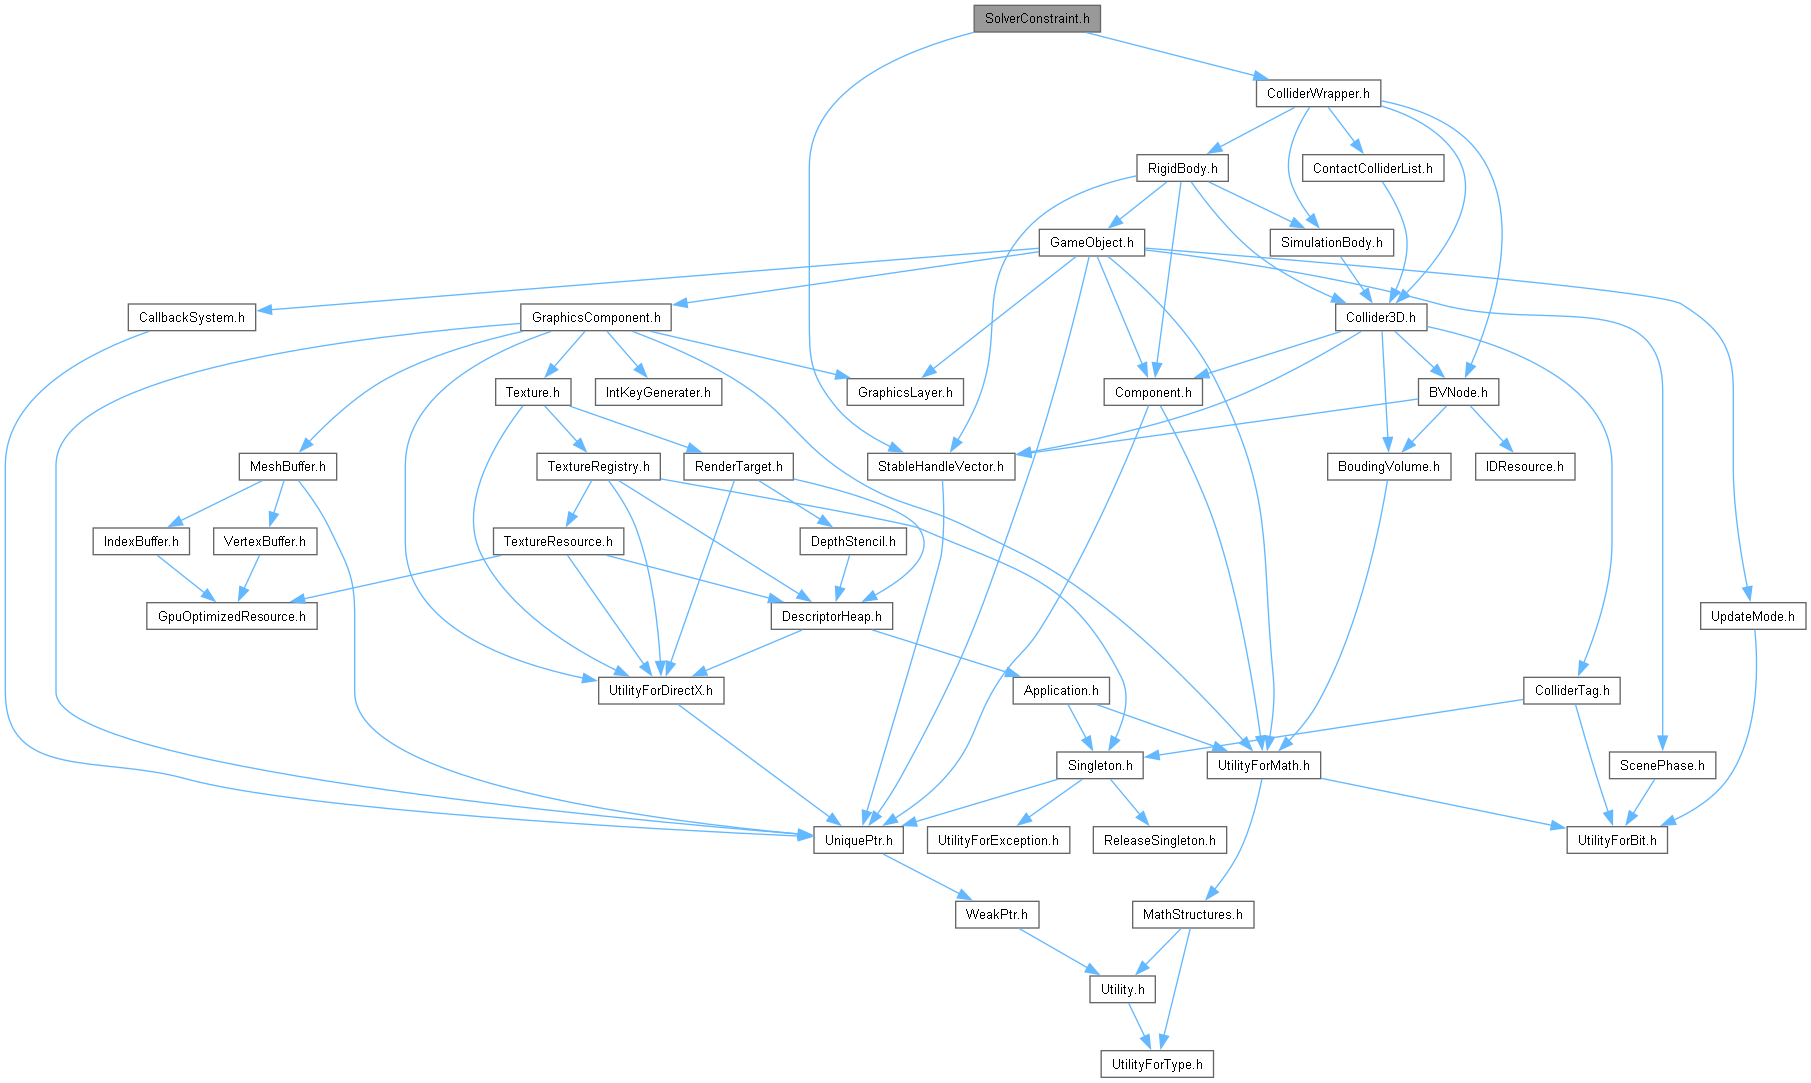 SolverConstraint.h
ColliderWrapper.h
RigidBody.h
ContactColliderList.h
GameObject.h
SimulationBody.h
CallbackSystem.h
GraphicsComponent.h
Collider3D.h
Texture.h
IntKeyGenerater.h
GraphicsLayer.h
Component.h
BVNode.h
MeshBuffer.h
TextureRegistry.h
RenderTarget.h
StableHandleVector.h
BoudingVolume.h
IDResource.h
IndexBuffer.h
VertexBuffer.h
TextureResource.h
DepthStencil.h
GpuOptimizedResource.h
DescriptorHeap.h
UpdateMode.h
UtilityForDirectX.h
Application.h
ColliderTag.h
Singleton.h
UtilityForMath.h
ScenePhase.h
UniquePtr.h
UtilityForException.h
ReleaseSingleton.h
UtilityForBit.h
WeakPtr.h
MathStructures.h
Utility.h
UtilityForType.h